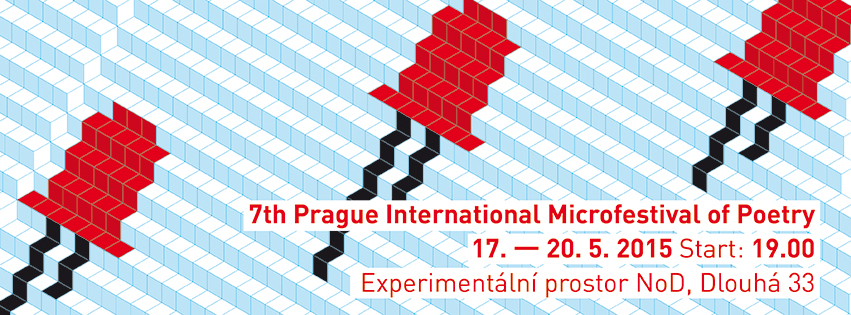 7th Prague International Microfestival of Poetry
17. — 20. 5. 2015 Start: 19.00
Experimentální prostor NoD, Dlouhá 33